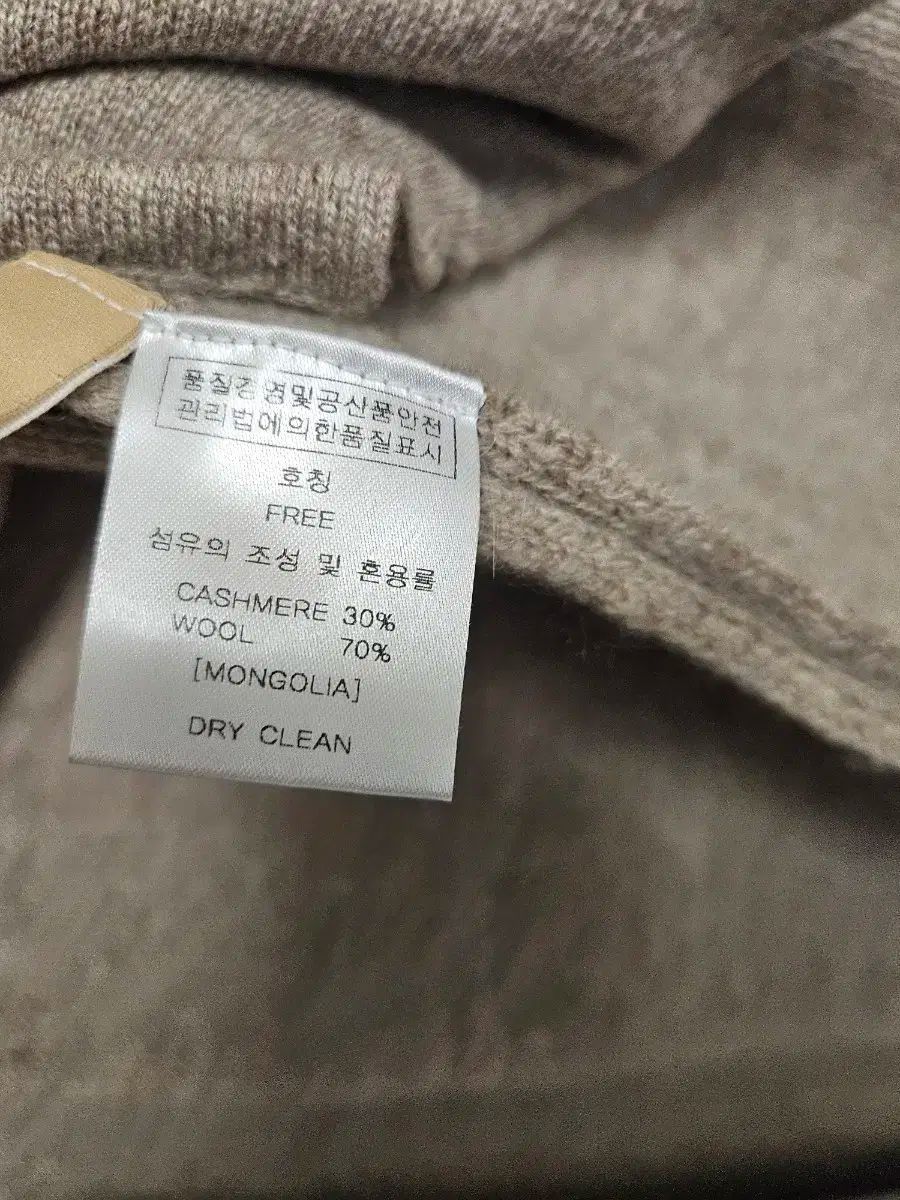 품질경영및공산품안전
관리법에의한품질표시
호칭
FREE
섬유의 조성 및 혼용률
CASHMERE 30%
WOOL 70%
[MONGOLIA]
DRY CLEAN